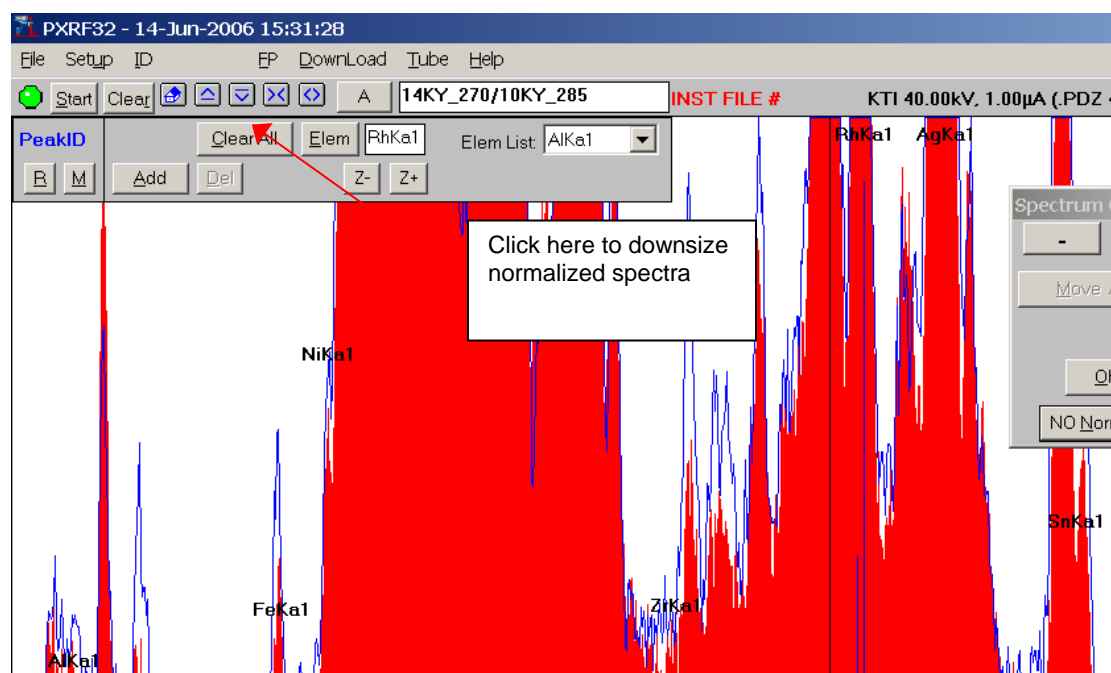 PXRF32 - 14-Jun-2006 15:31:28
File Setup ID FP DownLoad Tube Help
Start Clear A 14KY_270/10KY_285 INST FILE # KTI 40.00kV, 1.00µA (.PDZ
PeakID Clear All Elem RhKa1 Elem List: AlKa1
R M Add Del Z- Z+
RhKa1 AgKa1
Spectrum
-
Click here to downsize
normalized spectra
Move
NiKa1
NO Nor
SnKa1
FeKa1
ZrKa1
AlKa1